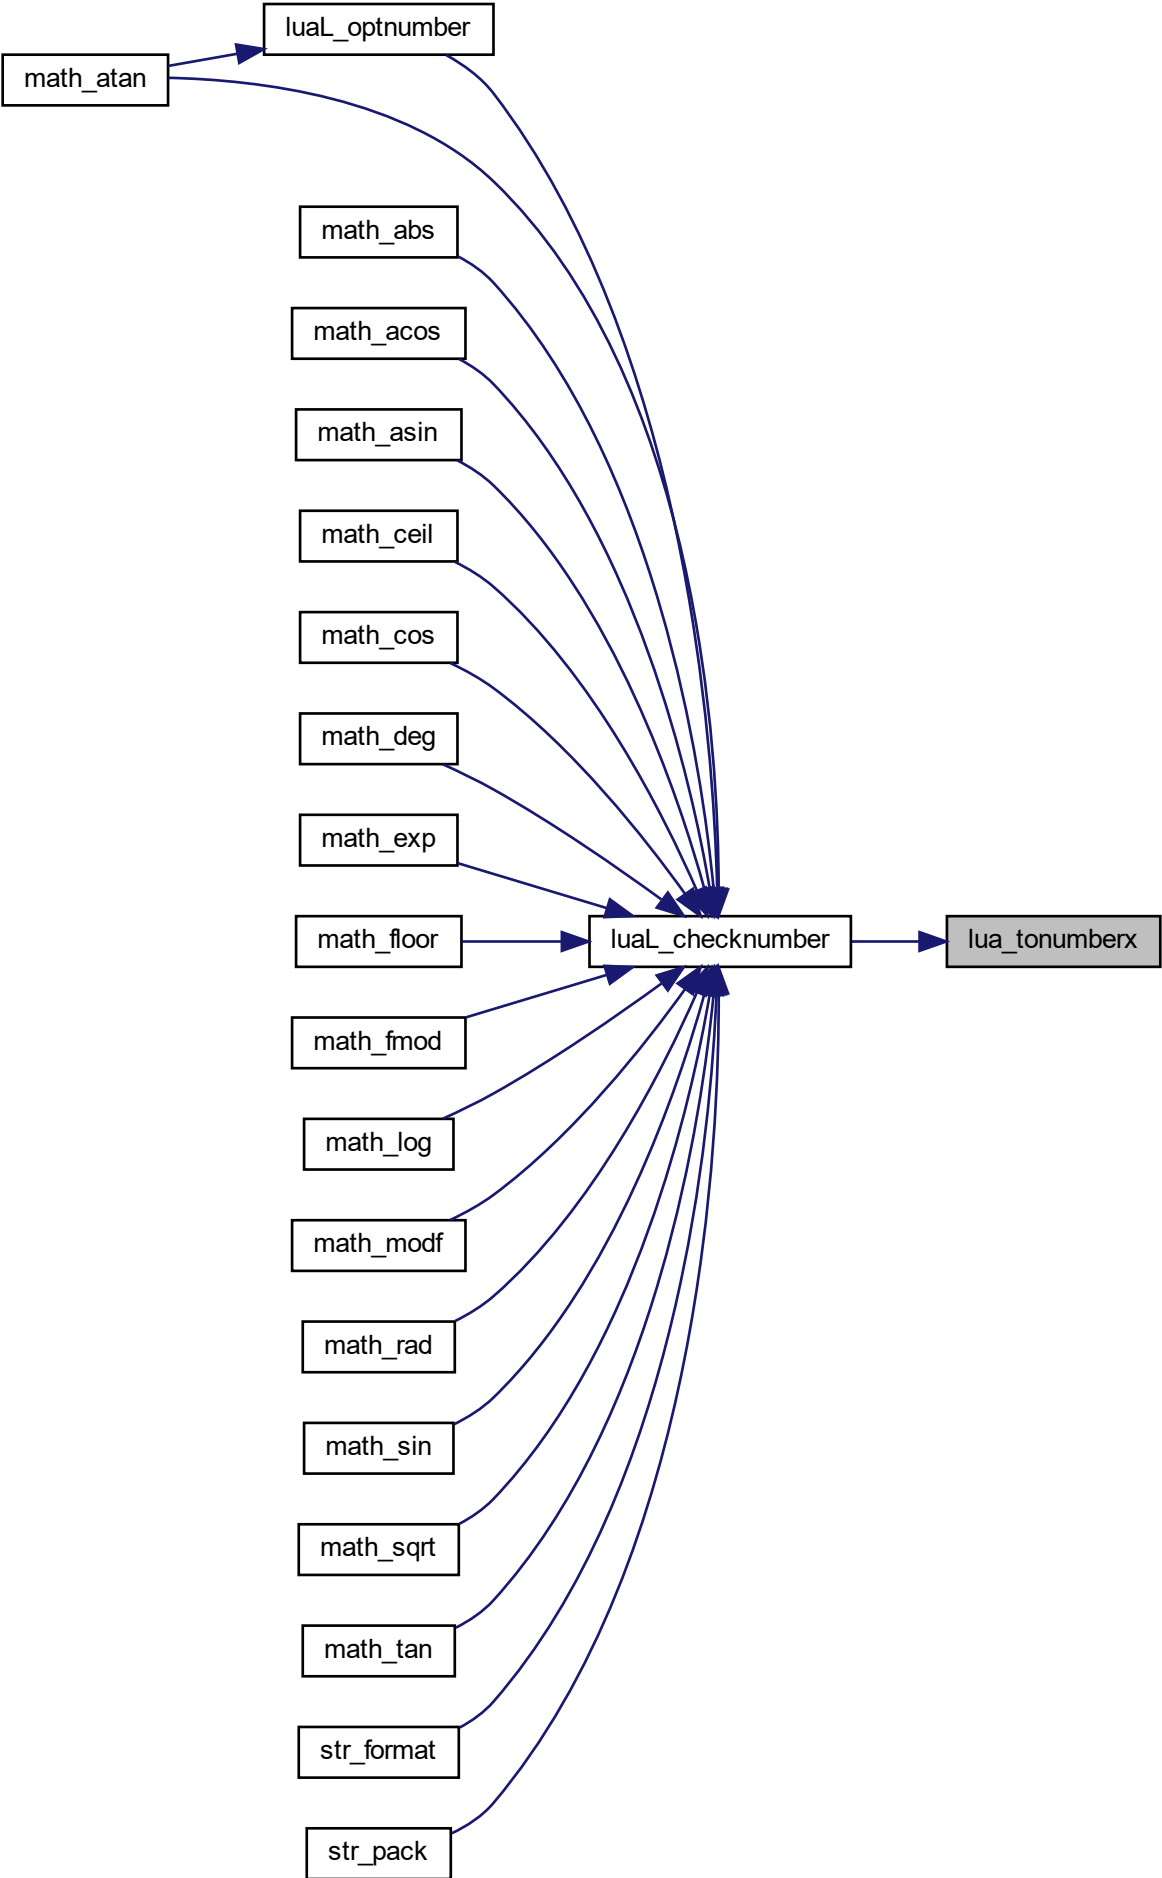 luaL_optnumber
math_atan
math_abs
math_acos
math_asin
math_ceil
math_cos
math_deg
math_exp
math_floor
luaL_checknumber
lua_tonumberx
math_fmod
math_log
math_modf
math_rad
math_sin
math_sqrt
math_tan
str_format
str_pack